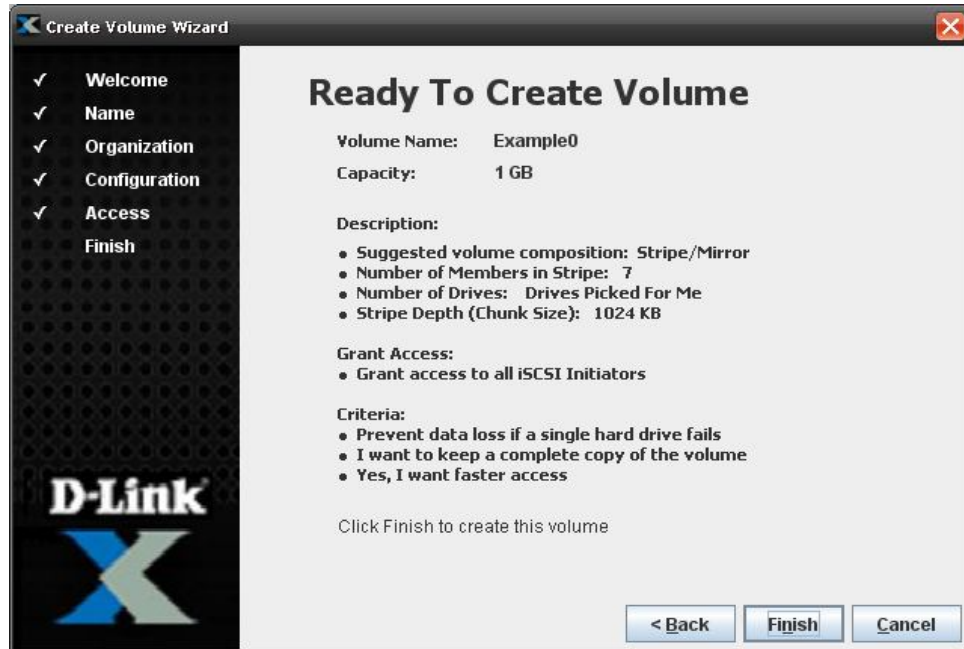 Create Volume Wizard
✓ Welcome
✓ Name
✓ Organization
✓ Configuration
✓ Access
Finish
D-Link
Ready To Create Volume
Volume Name: Example0
Capacity: 1 GB
Description:
• Suggested volume composition: Stripe/Mirror
• Number of Members in Stripe: 7
• Number of Drives: Drives Picked For Me
• Stripe Depth (Chunk Size): 1024 KB
Grant Access:
• Grant access to all iSCSI Initiators
Criteria:
• Prevent data loss if a single hard drive fails
• I want to keep a complete copy of the volume
• Yes, I want faster access
Click Finish to create this volume
< Back Finish Cancel